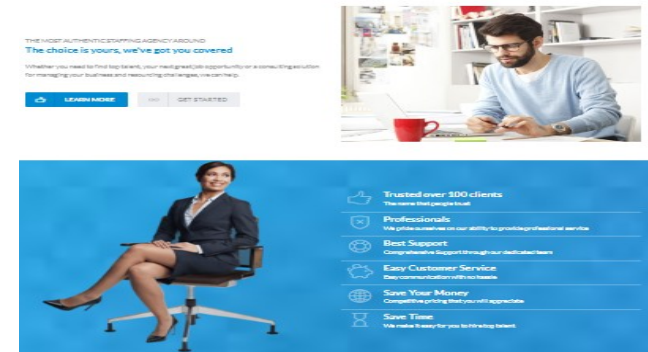 THE MOST AUTHENTIC STAFFING AGENCY AROUND
The choice is yours, we've got you covered
Whether you need to find top talent, your next great job opportunity or a consulting solution
for managing your business and resourcing challenges, we can help.
LEARN MORE
GET STARTED
Trusted over 100 clients
The name that people trust
Professionals
We pride ourselves on our ability to provide professional service
Best Support
Comprehensive Support through our dedicated team
Easy Customer Service
Easy communication with no hassle
Save Your Money
Competitive pricing that you will appreciate
Save Time
We make it easy for you to hire top talent